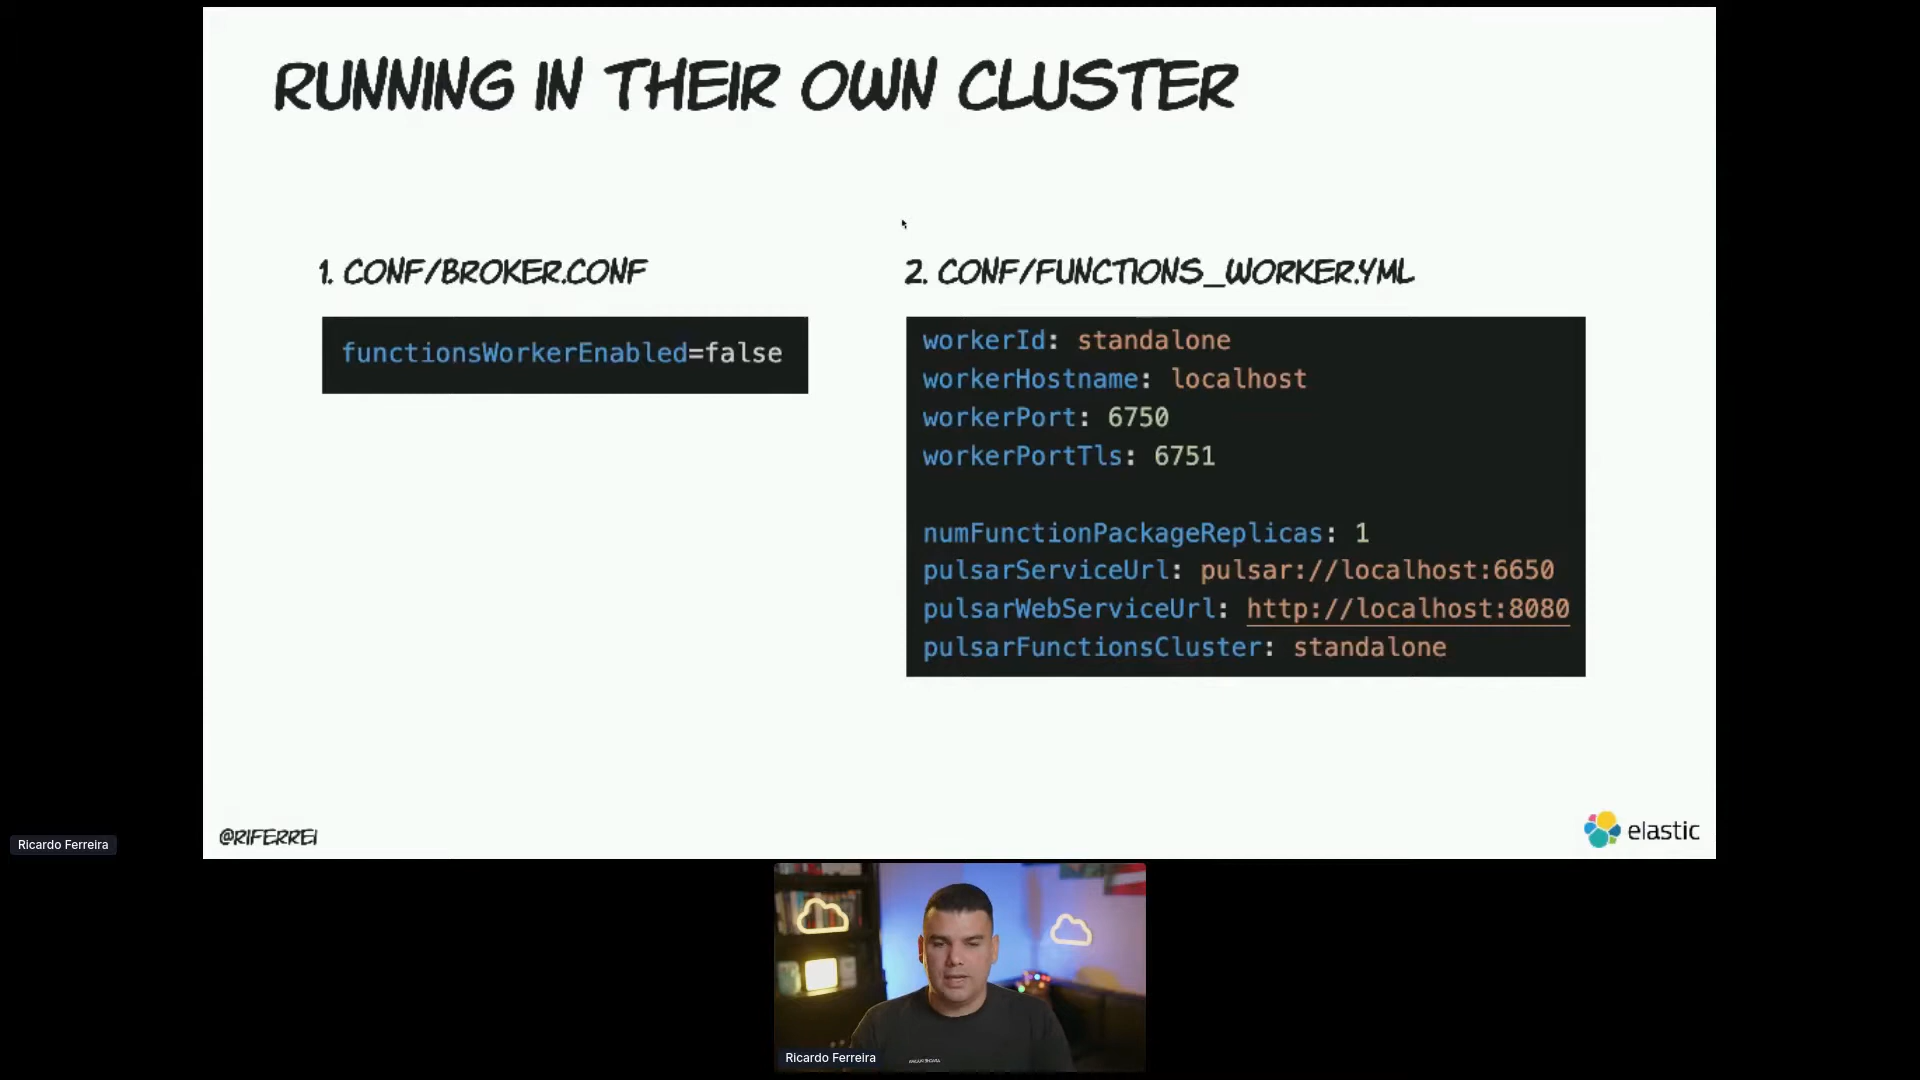 RUNNING IN THEIR OWN CLUSTER
1. CONF/BROKER.CONF
functionsWorkerEnabled=false
2. CONF/FUNCTIONS_WORKER.YML
workerId: standalone
workerHostname: localhost
workerPort: 6750
workerPortTls: 6751
numFunctionPackageReplicas: 1
pulsarServiceUrl: pulsar://localhost:6650
pulsarWebServiceUrl: http://localhost:8080
pulsarFunctionsCluster: standalone
@RIFERREI
elastic
Ricardo Ferreira
Ricardo Ferreira